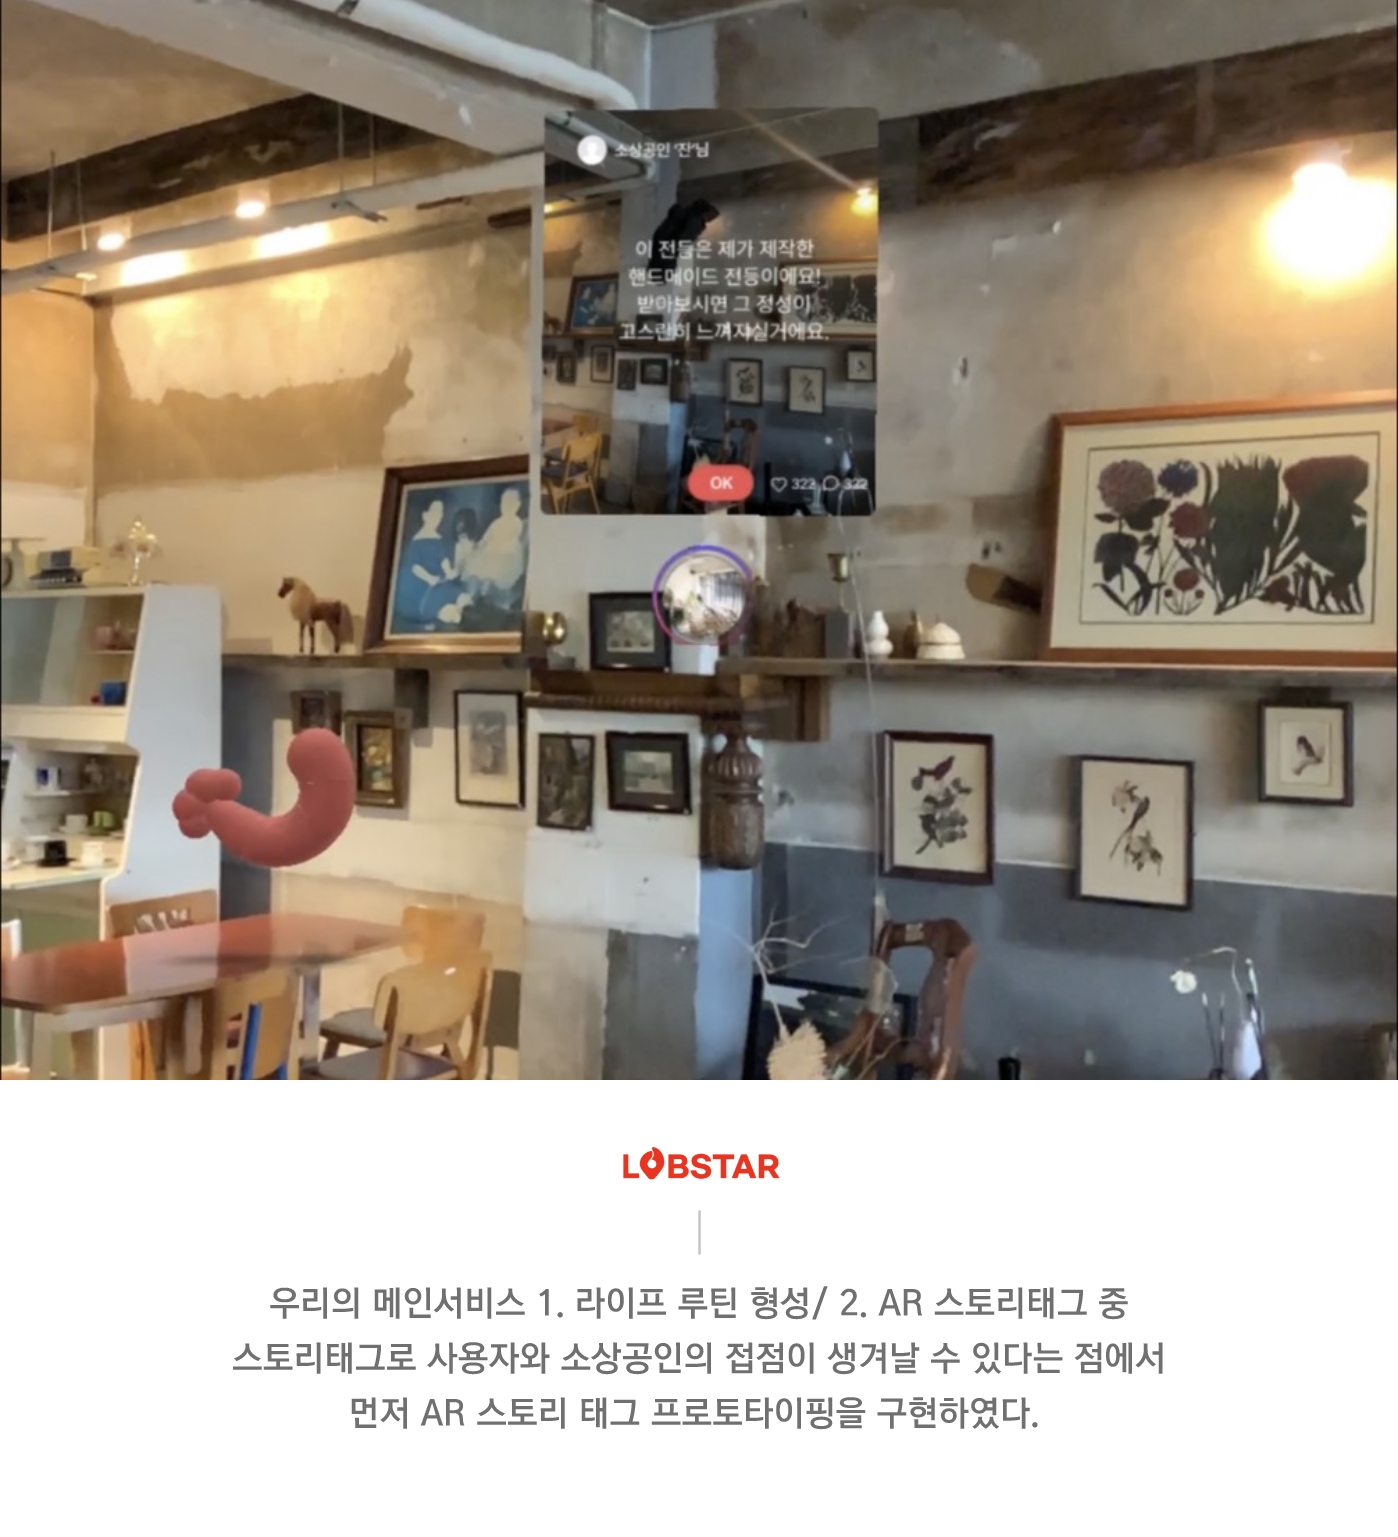 소상공인 '잔'님
이 전등은 제가 제작한
핸드메이드 전등이에요!
받아보시면 그 정성이
고스란히 느껴지실거에요.
OK
322
322
LOBSTAR
우리의 메인서비스 1. 라이프 루틴 형성/ 2. AR 스토리태그 중
스토리태그로 사용자와 소상공인의 접점이 생겨날 수 있다는 점에서
먼저 AR 스토리 태그 프로토타이핑을 구현하였다.